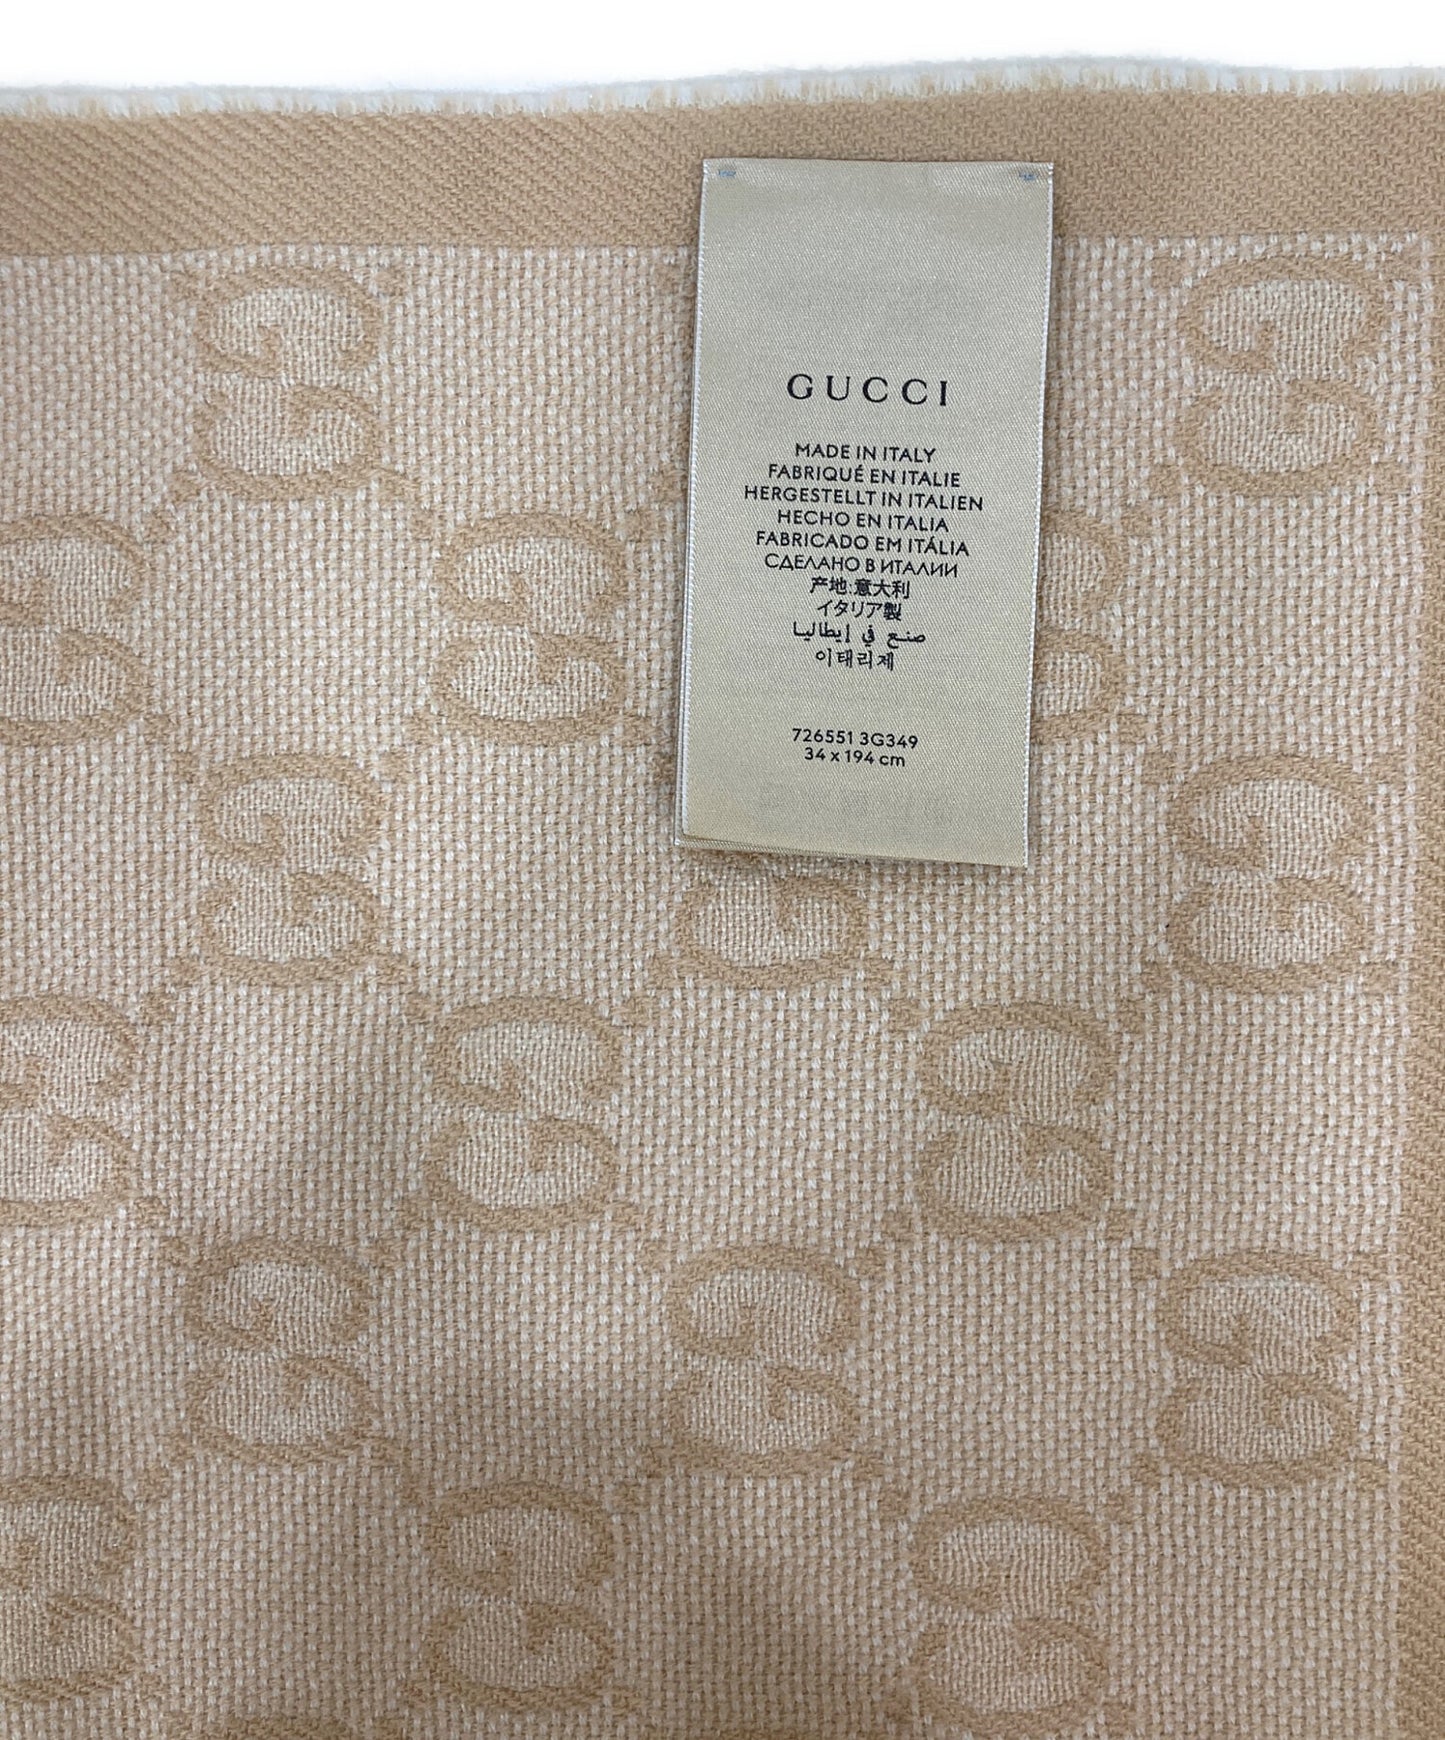 GUCCI
MADE IN ITALY
FABRIQUÉ EN ITALIE
HERGESTELLT IN ITALIEN
HECHO EN ITALIA
FABRICADO EM ITÁLIA
СДЕЛАНО В ИТАЛИИ
产地:意大利
イタリア製
صنع في إيطاليا
이태리제
726551 3G349
34 x 194 cm